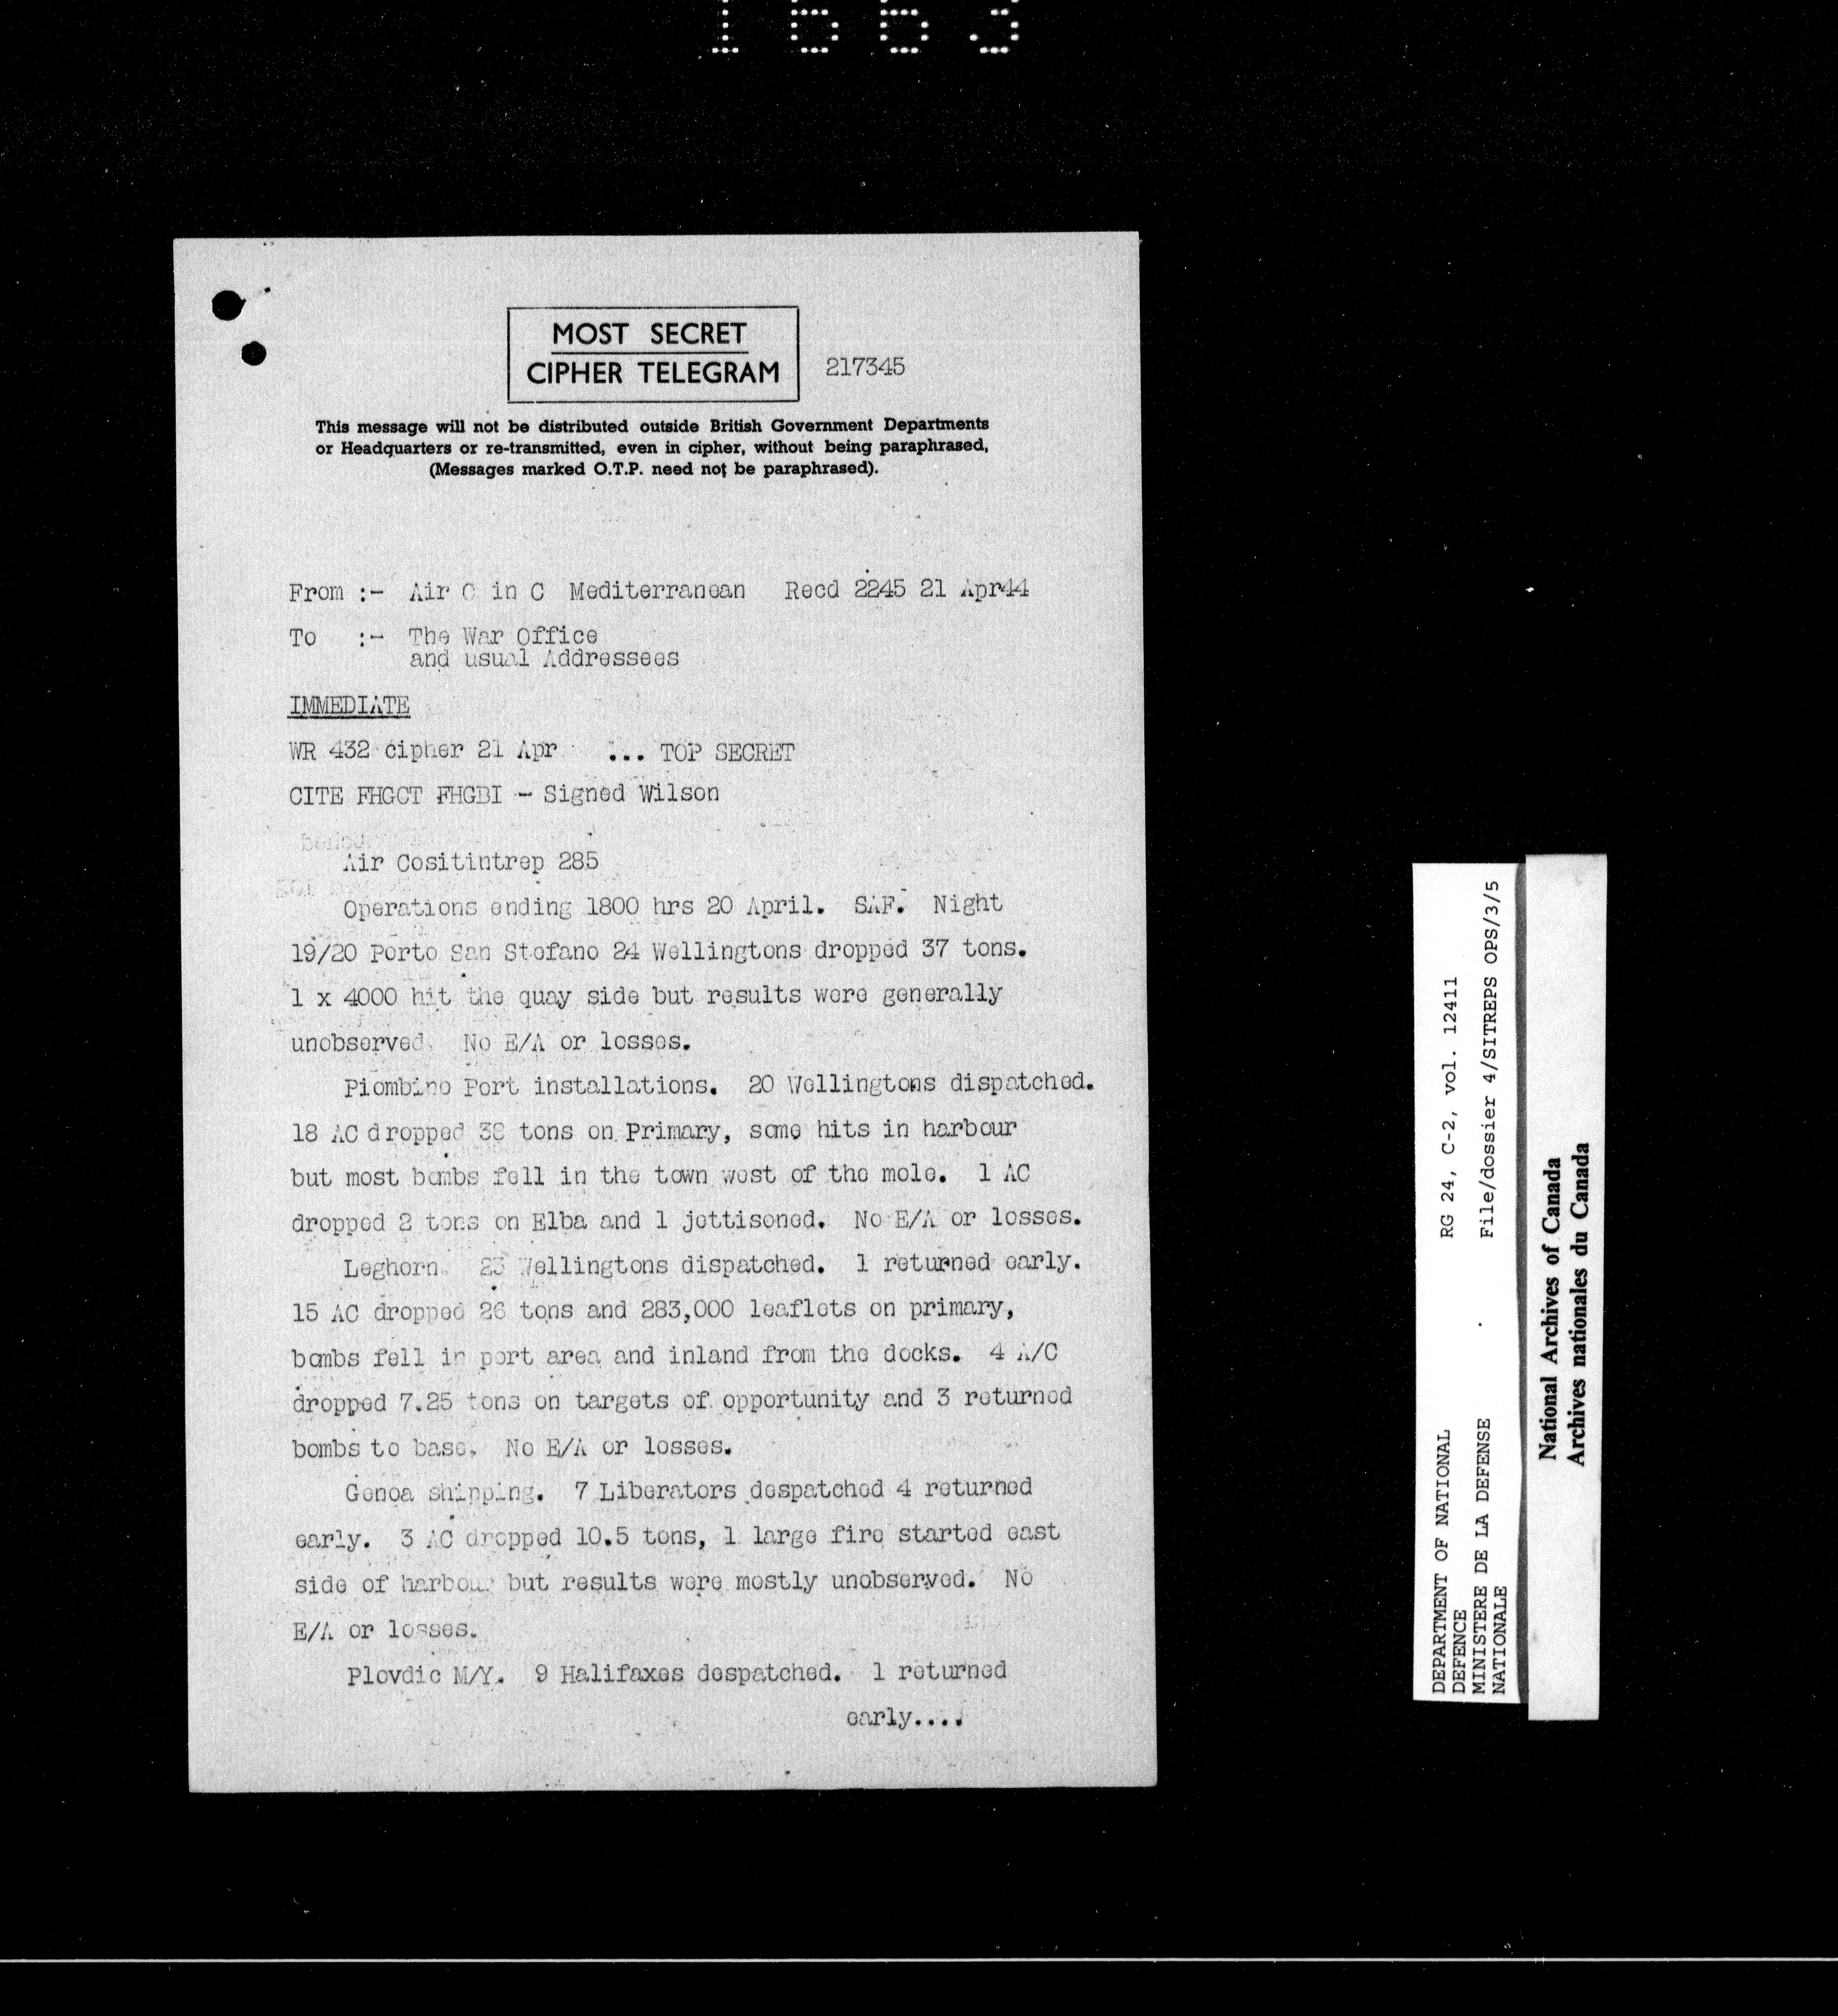 MOST SECRET
CIPHER TELEGRAM
217345
This message will not be distributed outside British Government Departments
or Headquarters or re-transmitted, even in cipher, without being paraphrased,
(Messages marked O.T.P. need not be paraphrased).
From :- Air C in C Mediterranean Recd 2245 21 Apr44
To :- The War Office
and usual Addressees
IMMEDIATE
WR 432 cipher 21 Apr ... TOP SECRET
CITE FHGCT FHGBI - Signed Wilson
Air Cositintrep 285
Operations ending 1800 hrs 20 April. SAF. Night
19/20 Porto San Stefano 24 Wellingtons dropped 37 tons.
1 x 4000 hit the quay side but results were generally
unobserved. No E/A or losses.
Piombino Port installations. 20 Wellingtons dispatched.
18 AC dropped 38 tons on Primary, some hits in harbour
but most bombs fell in the town west of the mole. 1 AC
dropped 2 tons on Elba and 1 jettisoned. No E/A or losses.
Leghorn. 23 Wellingtons dispatched. 1 returned early.
15 AC dropped 26 tons and 283,000 leaflets on primary,
bombs fell in port area and inland from the docks. 4 A/C
dropped 7.25 tons on targets of opportunity and 3 returned
bombs to base. No E/A or losses.
Genoa shipping. 7 Liberators despatched 4 returned
early. 3 AC dropped 10.5 tons, 1 large fire started east
side of harbour but results were mostly unobserved. No
E/A or losses.
Plovdic M/Y. 9 Halifaxes despatched. 1 returned
early....
DEPARTMENT OF NATIONAL
DEFENCE
MINISTERE DE LA DEFENSE
NATIONALE
RG 24, C-2, vol. 12411
File/dossier 4/SITREPS OPS/3/5
National Archives of Canada
Archives nationales du Canada